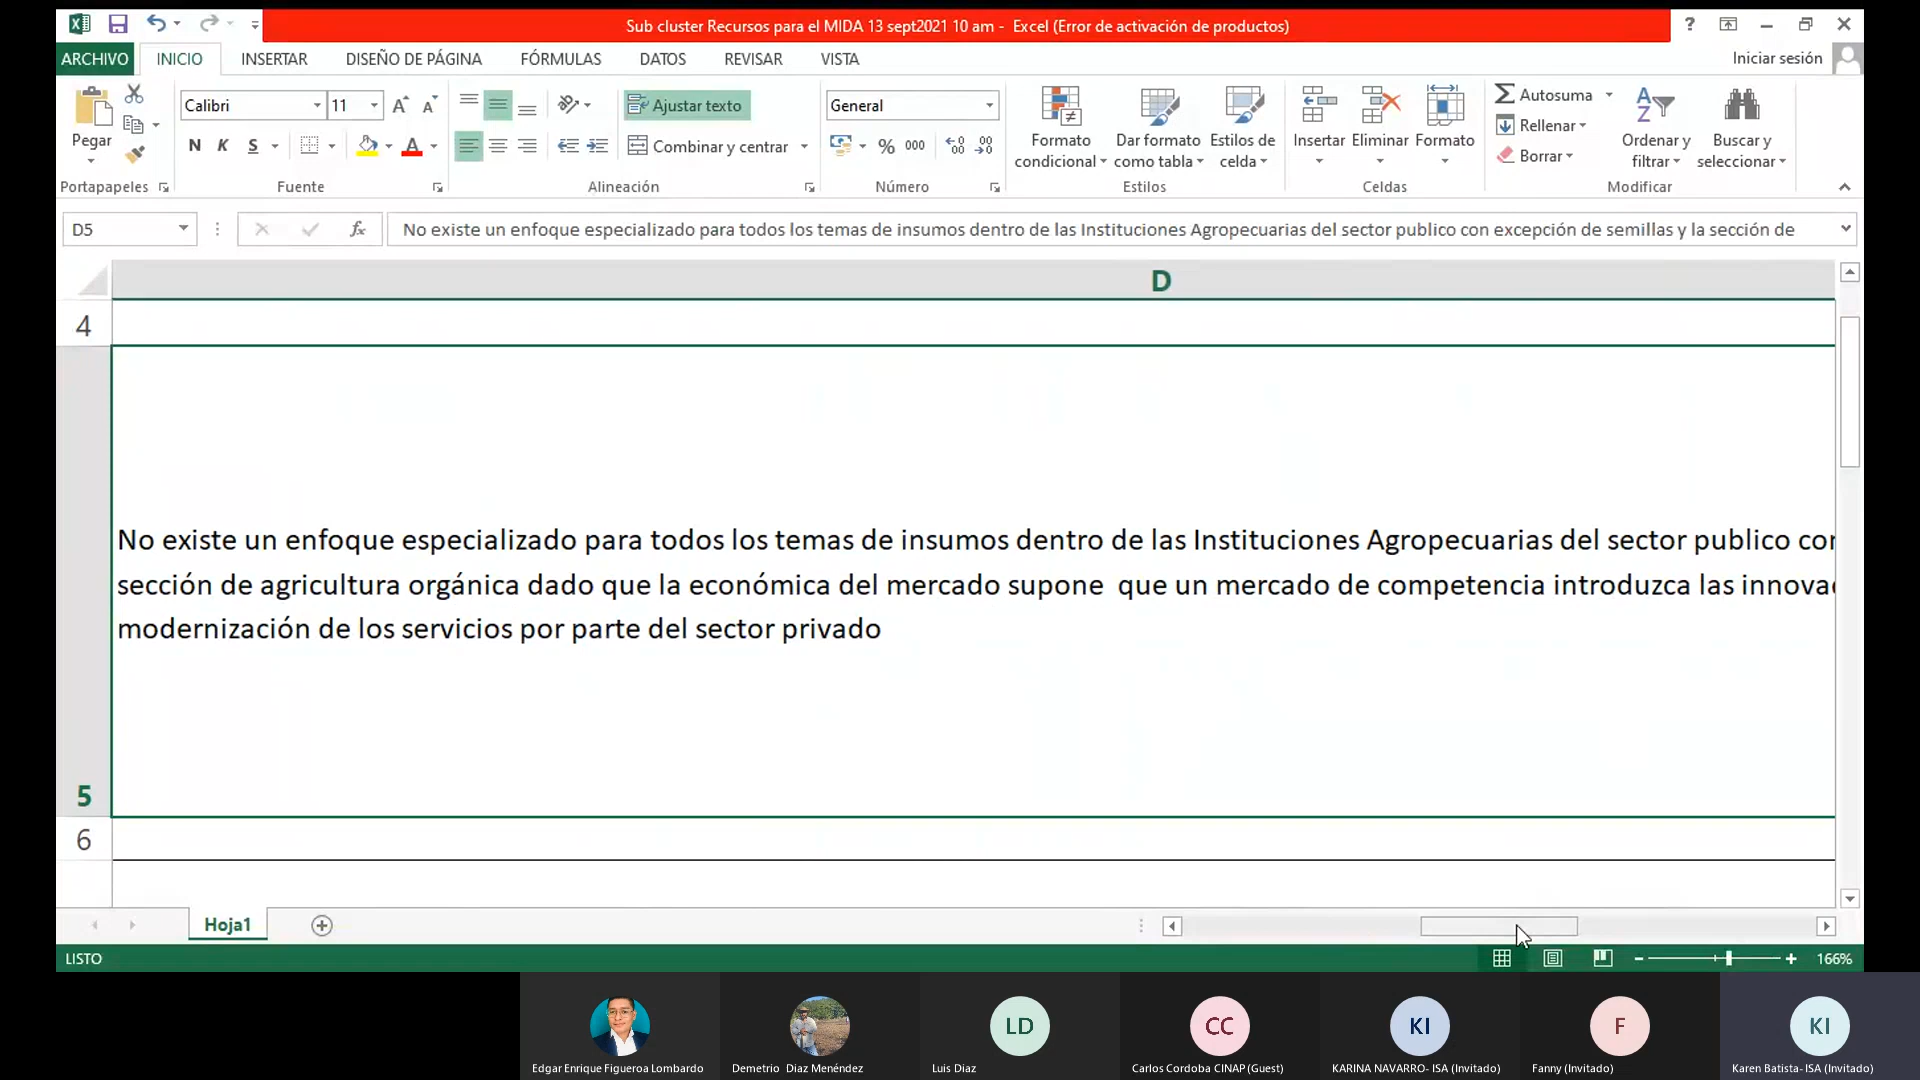 Sub cluster Recursos para el MIDA 13 sept2021 10 am - Excel (Error de activación de productos)
?
ARCHIVO INICIO INSERTAR DISEÑO DE PÁGINA FÓRMULAS DATOS REVISAR VISTA Iniciar sesión
Pegar
Portapapeles
Calibri 11
N K S
Fuente
Ajustar texto
Combinar y centrar
Alineación
General
% 000
Número
Formato condicional
Dar formato como tabla
Estilos de celda
Estilos
Insertar Eliminar Formato
Celdas
Autosuma
Rellenar
Borrar
Ordenar y filtrar
Buscar y seleccionar
Modificar
D5 fx No existe un enfoque especializado para todos los temas de insumos dentro de las Instituciones Agropecuarias del sector publico con excepción de semillas y la sección de
D
4
No existe un enfoque especializado para todos los temas de insumos dentro de las Instituciones Agropecuarias del sector publico
sección de agricultura orgánica dado que la económica del mercado supone  que un mercado de competencia introduzca las
modernización de los servicios por parte del sector privado
5
6
Hoja1
LISTO 166%
LD CC KI F KI
Edgar Enrique Figueroa Lombardo Demetrio Diaz Menéndez Luis Diaz Carlos Cordoba CINAP (Guest) KARINA NAVARRO- ISA (Invitado) Fanny (Invitado) Karen Batista- ISA (Invitado)